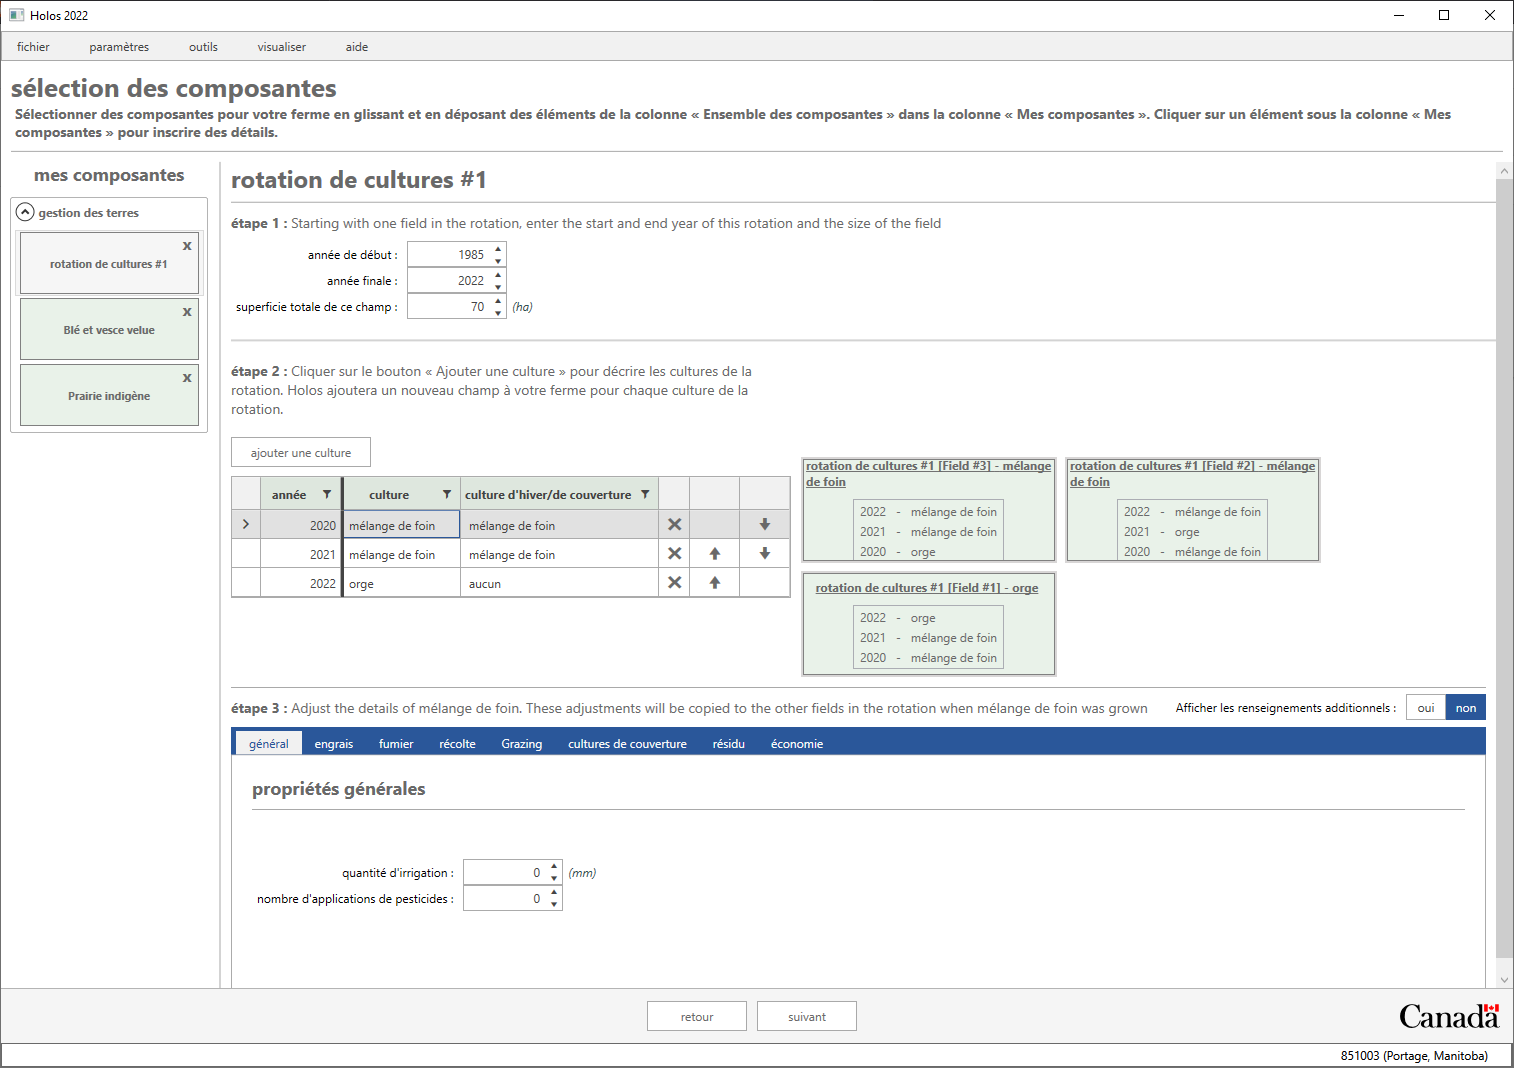 Holos 2022
fichier paramètres outils visualiser aide
sélection des composantes
Sélectionner des composantes pour votre ferme en glissant et en déposant des éléments de la colonne « Ensemble des composantes » dans la colonne « Mes composantes ». Cliquer sur un élément sous la colonne « Mes
composantes » pour inscrire des détails.
mes composantes
gestion des terres
x
rotation de cultures #1
x
Blé et vesce velue
x
Prairie indigène
rotation de cultures #1
étape 1 : Starting with one field in the rotation, enter the start and end year of this rotation and the size of the field
année de début : 1985
année finale : 2022
superficie totale de ce champ : 70 (ha)
étape 2 : Cliquer sur le bouton « Ajouter une culture » pour décrire les cultures de la
rotation. Holos ajoutera un nouveau champ à votre ferme pour chaque culture de la
rotation.
ajouter une culture
année culture culture d'hiver/de couverture
2020 mélange de foin mélange de foin
2021 mélange de foin mélange de foin
2022 orge aucun
rotation de cultures #1 [Field #3] - mélange
de foin
2022 - mélange de foin
2021 - mélange de foin
2020 - orge
rotation de cultures #1 [Field #2] - mélange
de foin
2022 - mélange de foin
2021 - orge
2020 - mélange de foin
rotation de cultures #1 [Field #1] - orge
2022 - orge
2021 - mélange de foin
2020 - mélange de foin
étape 3 : Adjust the details of mélange de foin. These adjustments will be copied to the other fields in the rotation when mélange de foin was grown
Afficher les renseignements additionnels : oui non
général engrais fumier récolte Grazing cultures de couverture résidu économie
propriétés générales
quantité d'irrigation : 0 (mm)
nombre d'applications de pesticides : 0
retour suivant
Canada
851003 (Portage, Manitoba)